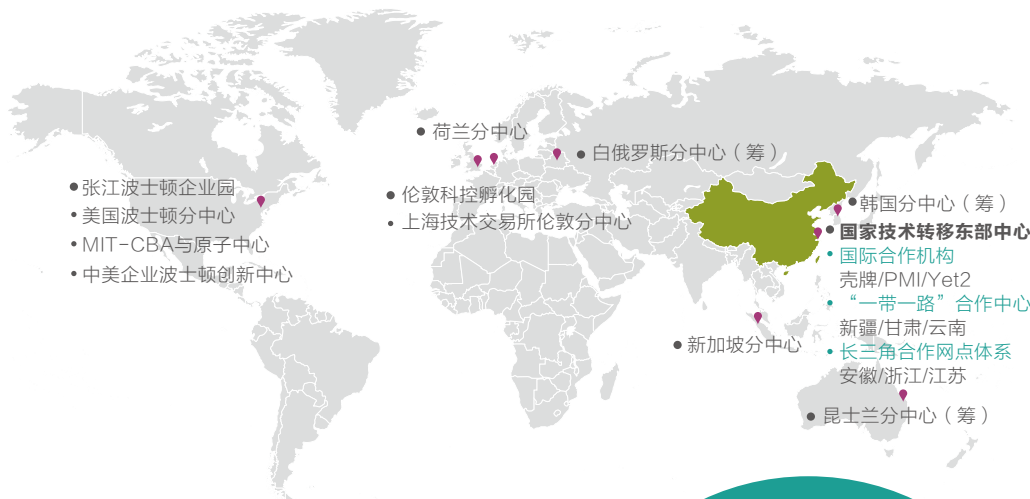 ● 荷兰分中心
● 白俄罗斯分中心（筹）
● 张江波士顿企业园
• 美国波士顿分中心
• MIT-CBA与原子中心
• 中美企业波士顿创新中心
● 伦敦科控孵化园
• 上海技术交易所伦敦分中心
● 韩国分中心（筹）
● 国家技术转移东部中心
• 国际合作机构
壳牌/PMI/Yet2
• “一带一路”合作中心
新疆/甘肃/云南
• 长三角合作网点体系
安徽/浙江/江苏
● 新加坡分中心
● 昆士兰分中心（筹）